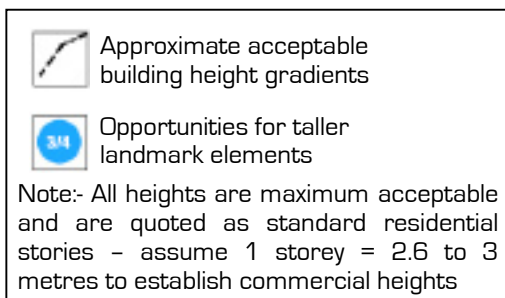 Approximate acceptable
building height gradients
3/4
Opportunities for taller
landmark elements
Note:- All heights are maximum acceptable
and are quoted as standard residential
stories – assume 1 storey = 2.6 to 3
metres to establish commercial heights